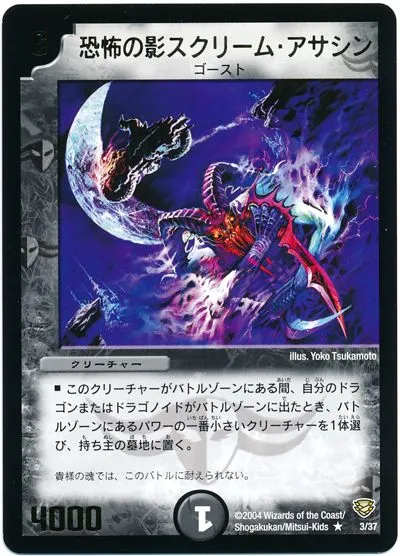 恐怖の影スクリーム・アサシン
ゴースト
illus. Yoko Tsukamoto
クリーチャー
■ このクリーチャーがバトルゾーンにある間、自分のドラ
ゴンまたはドラゴノイドがバトルゾーンに出たとき、バト
ルゾーンにあるパワーの一番小さいクリーチャーを1体選
び、持ち主の墓地に置く。
貴様の魂では、このバトルに耐えられない。
4000
1
©2004 Wizards of the Coast/
Shogakukan/Mitsui-Kids ★ 3/37